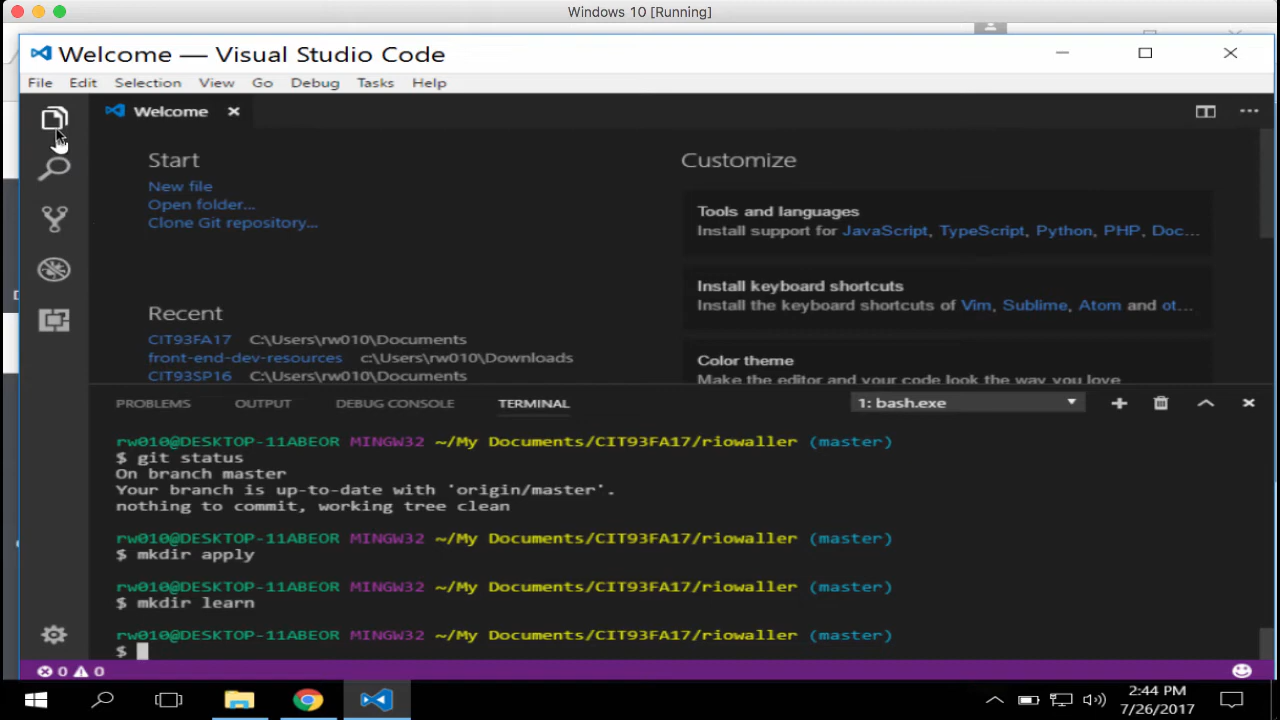 Windows 10 [Running]
Welcome — Visual Studio Code
File Edit Selection View Go Debug Tasks Help
Welcome
Start
New file
Open folder...
Clone Git repository...
Recent
CIT93FA17 C:\Users\rw010\Documents
front-end-dev-resources c:\Users\rw010\Downloads
CIT93SP16 C:\Users\rw010\Documents
Customize
Tools and languages
Install support for JavaScript, TypeScript, Python, PHP, Doc...
Install keyboard shortcuts
Install the keyboard shortcuts of Vim, Sublime, Atom and ot...
Color theme
Make the editor and your code look the way you love
PROBLEMS OUTPUT DEBUG CONSOLE TERMINAL 1: bash.exe
rw010@DESKTOP-11ABEOR MINGW32 ~/My Documents/CIT93FA17/riowaller (master)
$ git status
On branch master
Your branch is up-to-date with 'origin/master'.
nothing to commit, working tree clean
rw010@DESKTOP-11ABEOR MINGW32 ~/My Documents/CIT93FA17/riowaller (master)
$ mkdir apply
rw010@DESKTOP-11ABEOR MINGW32 ~/My Documents/CIT93FA17/riowaller (master)
$ mkdir learn
rw010@DESKTOP-11ABEOR MINGW32 ~/My Documents/CIT93FA17/riowaller (master)
$
0 0
2:44 PM
7/26/2017